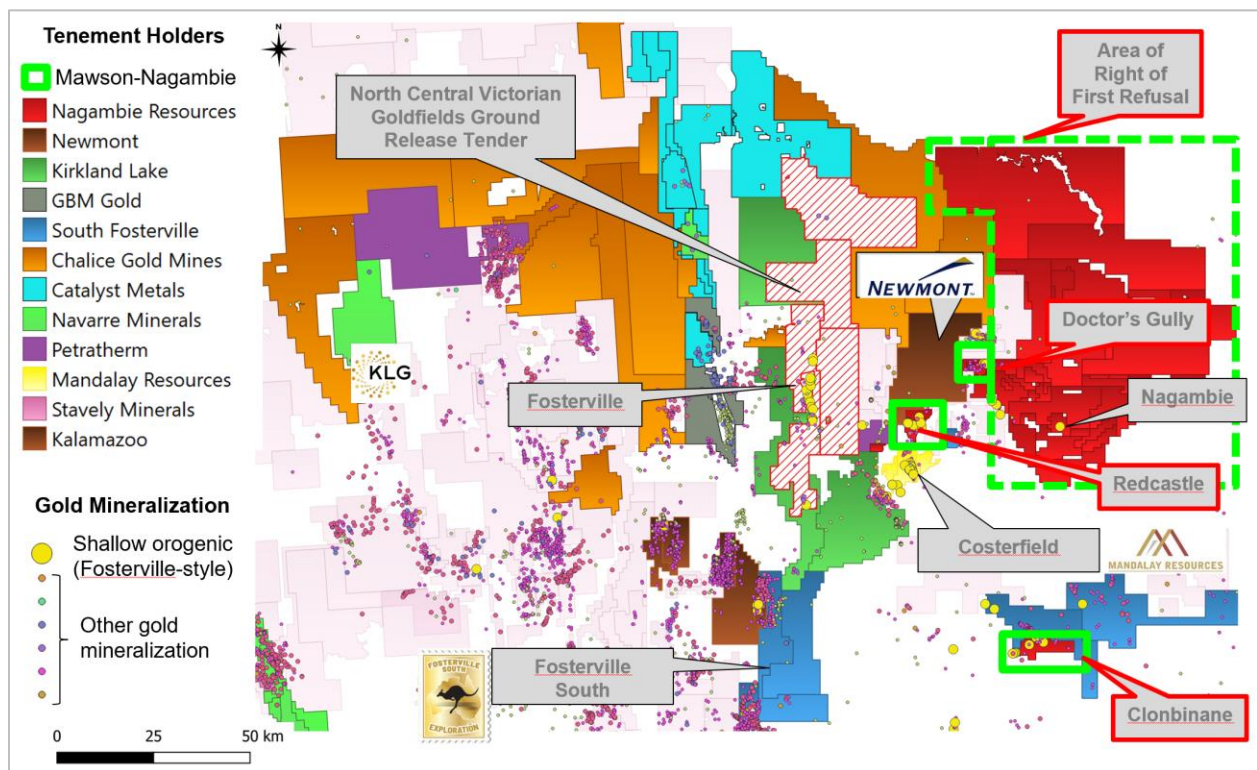 Tenement Holders
Mawson-Nagambie
Nagambie Resources
Newmont
Kirkland Lake
GBM Gold
South Fosterville
Chalice Gold Mines
Catalyst Metals
Navarre Minerals
Petratherm
Mandalay Resources
Stavely Minerals
Kalamazoo
Gold Mineralization
Shallow orogenic
(Fosterville-style)
Other gold
mineralization
0
25
50 km
N
North Central Victorian
Goldfields Ground
Release Tender
Area of
Right of
First Refusal
NEWMONT™
Doctor's Gully
KLG
Fosterville
Nagambie
Redcastle
Costerfield
MANDALAY RESOURCES
FOSTERVILLE
SOUTH
EXPLORATION
Fosterville
South
Clonbinane